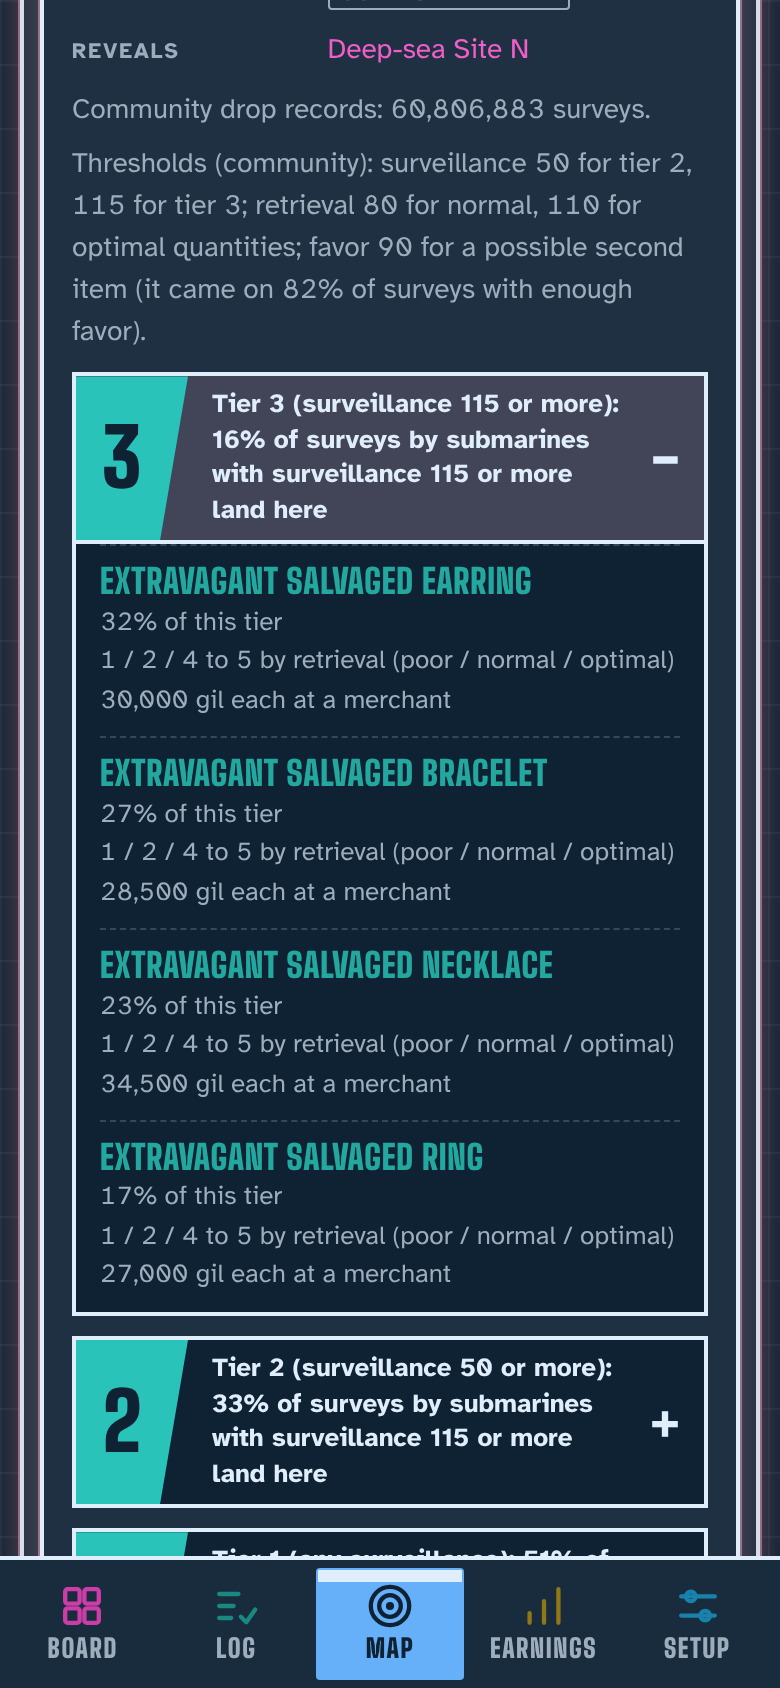 REVEALS
Deep-sea Site N
Community drop records: 60,806,883 surveys.
Thresholds (community): surveillance 50 for tier 2,
115 for tier 3; retrieval 80 for normal, 110 for
optimal quantities; favor 90 for a possible second
item (it came on 82% of surveys with enough
favor).
3
Tier 3 (surveillance 115 or more):
16% of surveys by submarines
with surveillance 115 or more
land here
EXTRAVAGANT SALVAGED EARRING
32% of this tier
1 / 2 / 4 to 5 by retrieval (poor / normal / optimal)
30,000 gil each at a merchant
EXTRAVAGANT SALVAGED BRACELET
27% of this tier
1 / 2 / 4 to 5 by retrieval (poor / normal / optimal)
28,500 gil each at a merchant
EXTRAVAGANT SALVAGED NECKLACE
23% of this tier
1 / 2 / 4 to 5 by retrieval (poor / normal / optimal)
34,500 gil each at a merchant
EXTRAVAGANT SALVAGED RING
17% of this tier
1 / 2 / 4 to 5 by retrieval (poor / normal / optimal)
27,000 gil each at a merchant
2
Tier 2 (surveillance 50 or more):
33% of surveys by submarines
with surveillance 115 or more
land here
Tier 1 (any surveillance): 51% of
BOARD
LOG
MAP
EARNINGS
SETUP